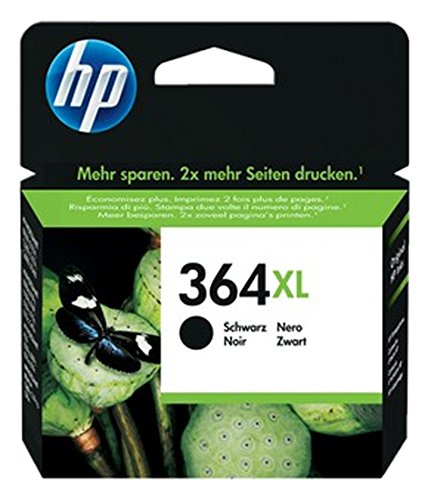 hp
Mehr sparen. 2x mehr Seiten drucken.¹
Economisez plus. Imprimez 2 fois plus de pages.¹
Risparmia di più. Stampa due volte il numero di pagine.¹
Meer besparen. 2x zoveel pagina's printen.¹
364XL
Schwarz Nero
Noir Zwart